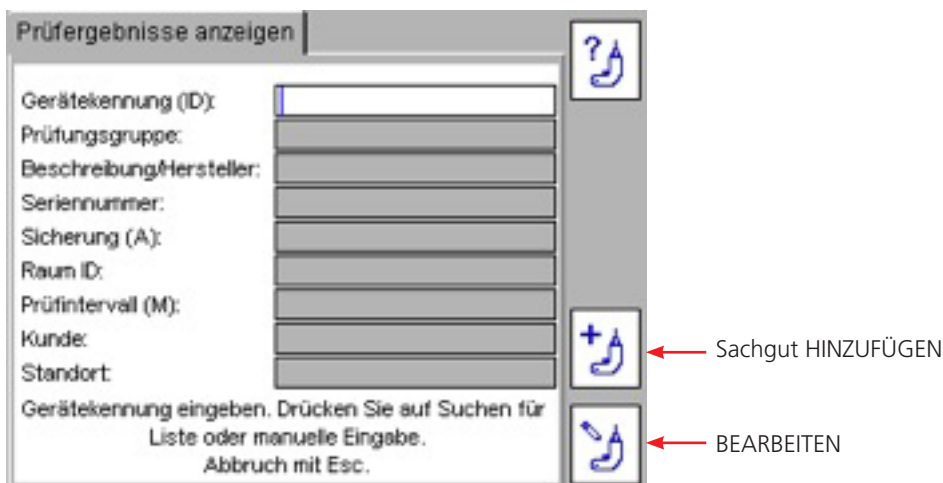 Prüfergebnisse anzeigen
?
Gerätekennung (ID):
Prüfungsgruppe:
Beschreibung/Hersteller:
Seriennummer:
Sicherung (A):
Raum ID:
Prüfintervall (M):
Kunde:
+
Sachgut HINZUFÜGEN
Standort:
Gerätekennung eingeben. Drücken Sie auf Suchen für
Liste oder manuelle Eingabe.
Abbruch mit Esc.
BEARBEITEN